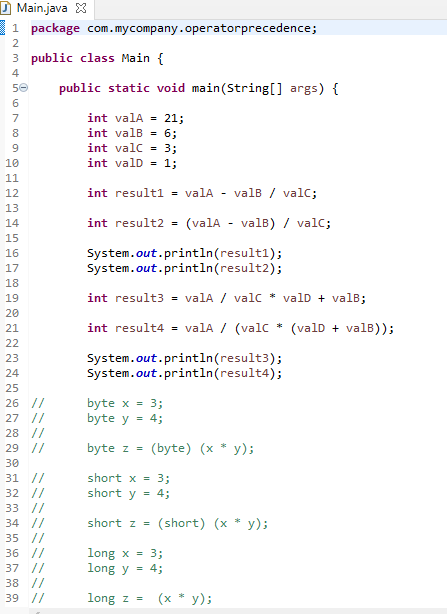 Main.java
1 package com.mycompany.operatorprecedence;
2
3 public class Main {
4
5     public static void main(String[] args) {
6
7         int valA = 21;
8         int valB = 6;
9         int valC = 3;
10         int valD = 1;
11
12         int result1 = valA - valB / valC;
13
14         int result2 = (valA - valB) / valC;
15
16         System.out.println(result1);
17         System.out.println(result2);
18
19         int result3 = valA / valC * valD + valB;
20
21         int result4 = valA / (valC * (valD + valB));
22
23         System.out.println(result3);
24         System.out.println(result4);
25
26 //      byte x = 3;
27 //      byte y = 4;
28 //
29 //      byte z = (byte) (x * y);
30
31 //      short x = 3;
32 //      short y = 4;
33 //
34 //      short z = (short) (x * y);
35 //
36 //      long x = 3;
37 //      long y = 4;
38 //
39 //      long z =  (x * y);